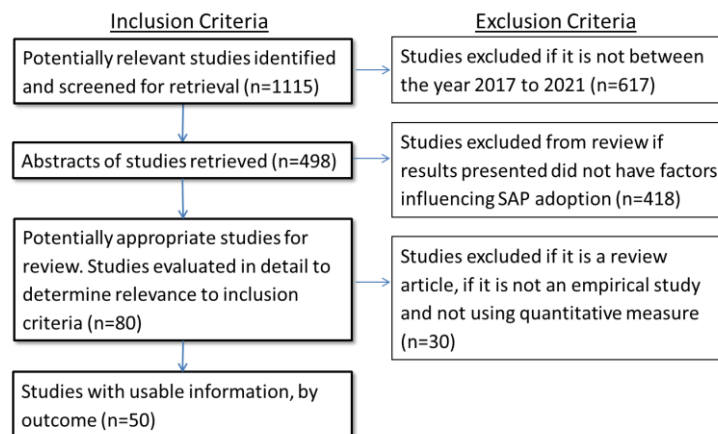 Inclusion Criteria
Exclusion Criteria
Potentially relevant studies identified
and screened for retrieval (n=1115)
Studies excluded if it is not between
the year 2017 to 2021 (n=617)
Abstracts of studies retrieved (n=498)
Studies excluded from review if
results presented did not have factors
influencing SAP adoption (n=418)
Potentially appropriate studies for
review. Studies evaluated in detail to
determine relevance to inclusion
criteria (n=80)
Studies excluded if it is a review
article, if it is not an empirical study
and not using quantitative measure
(n=30)
Studies with usable information, by
outcome (n=50)